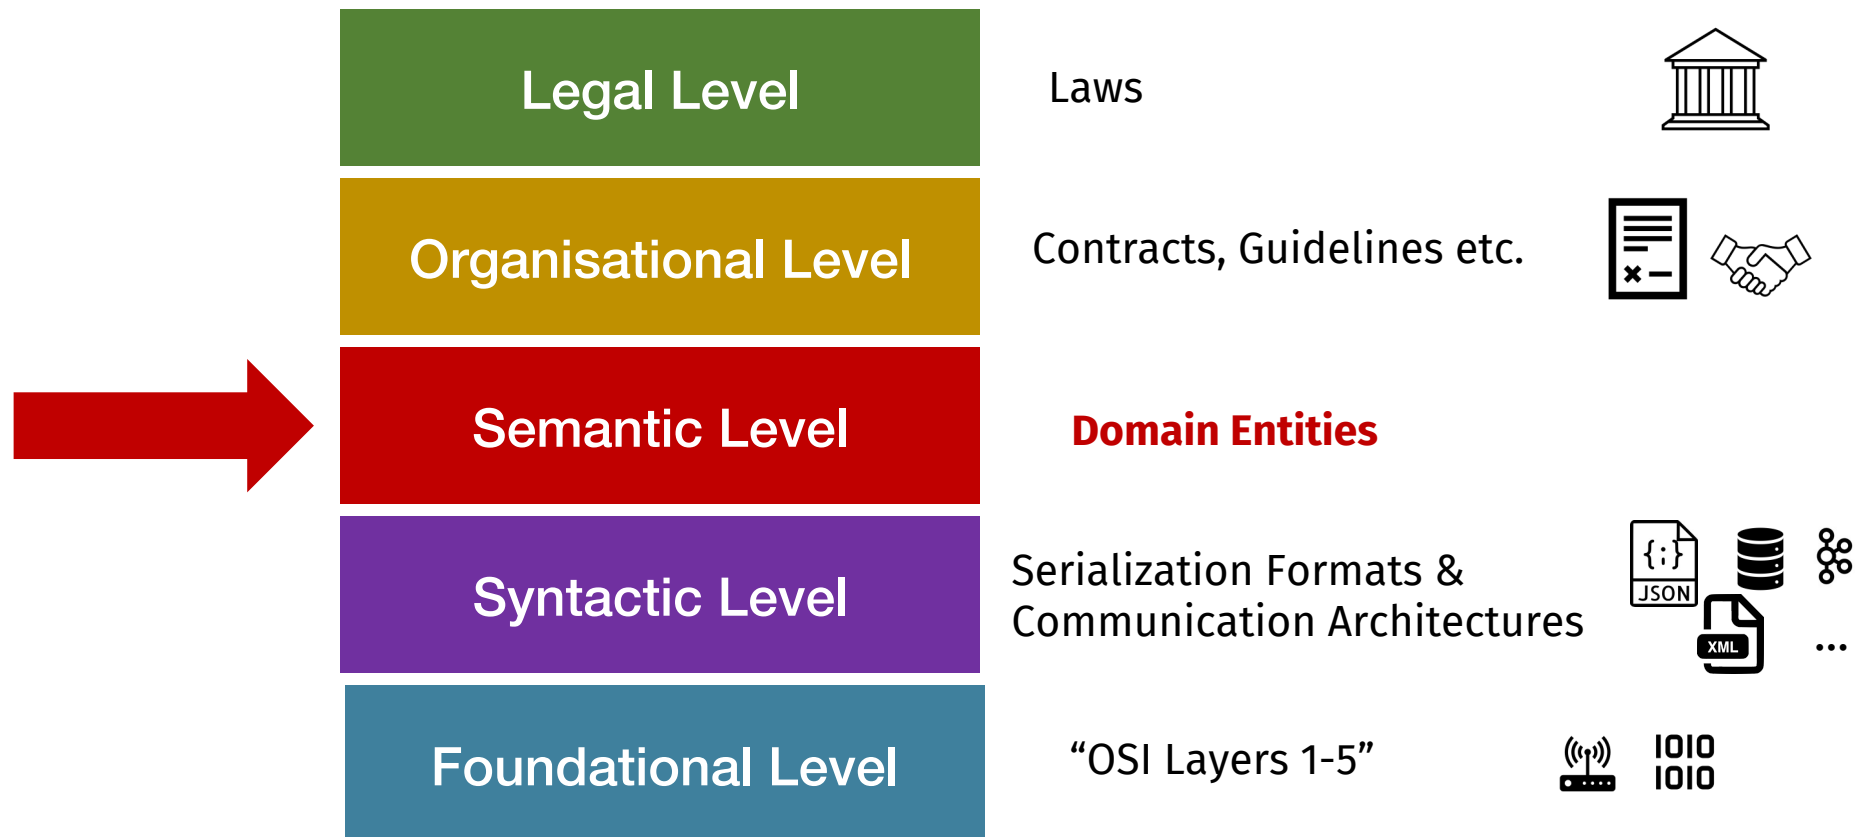 Legal Level
Laws
Organisational Level
Contracts, Guidelines etc.
Semantic Level
Domain Entities
Syntactic Level
Serialization Formats &
Communication Architectures
{;}
JSON
XML
...
Foundational Level
“OSI Layers 1-5”
1010
1010